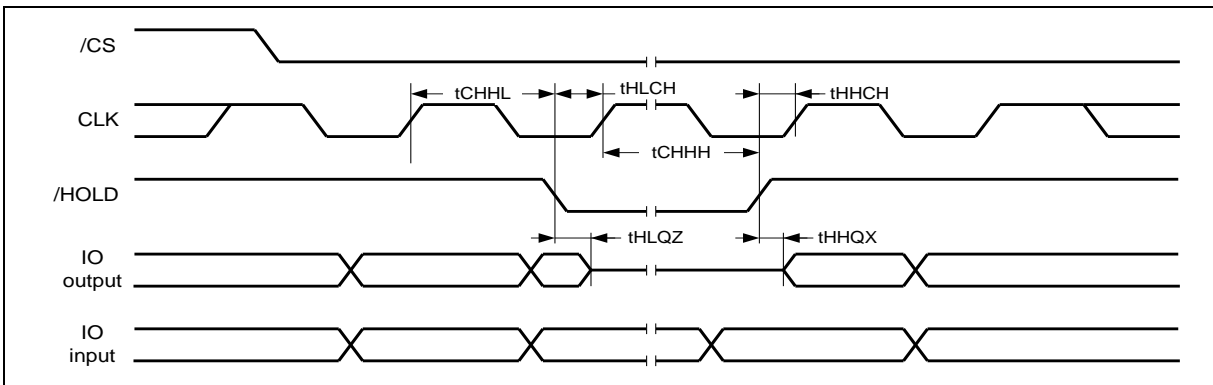 /CS
tCHHL
tHLCH
tHHCH
CLK
tCHHH
/HOLD
tHLQZ
tHHQX
IO
output
IO
input